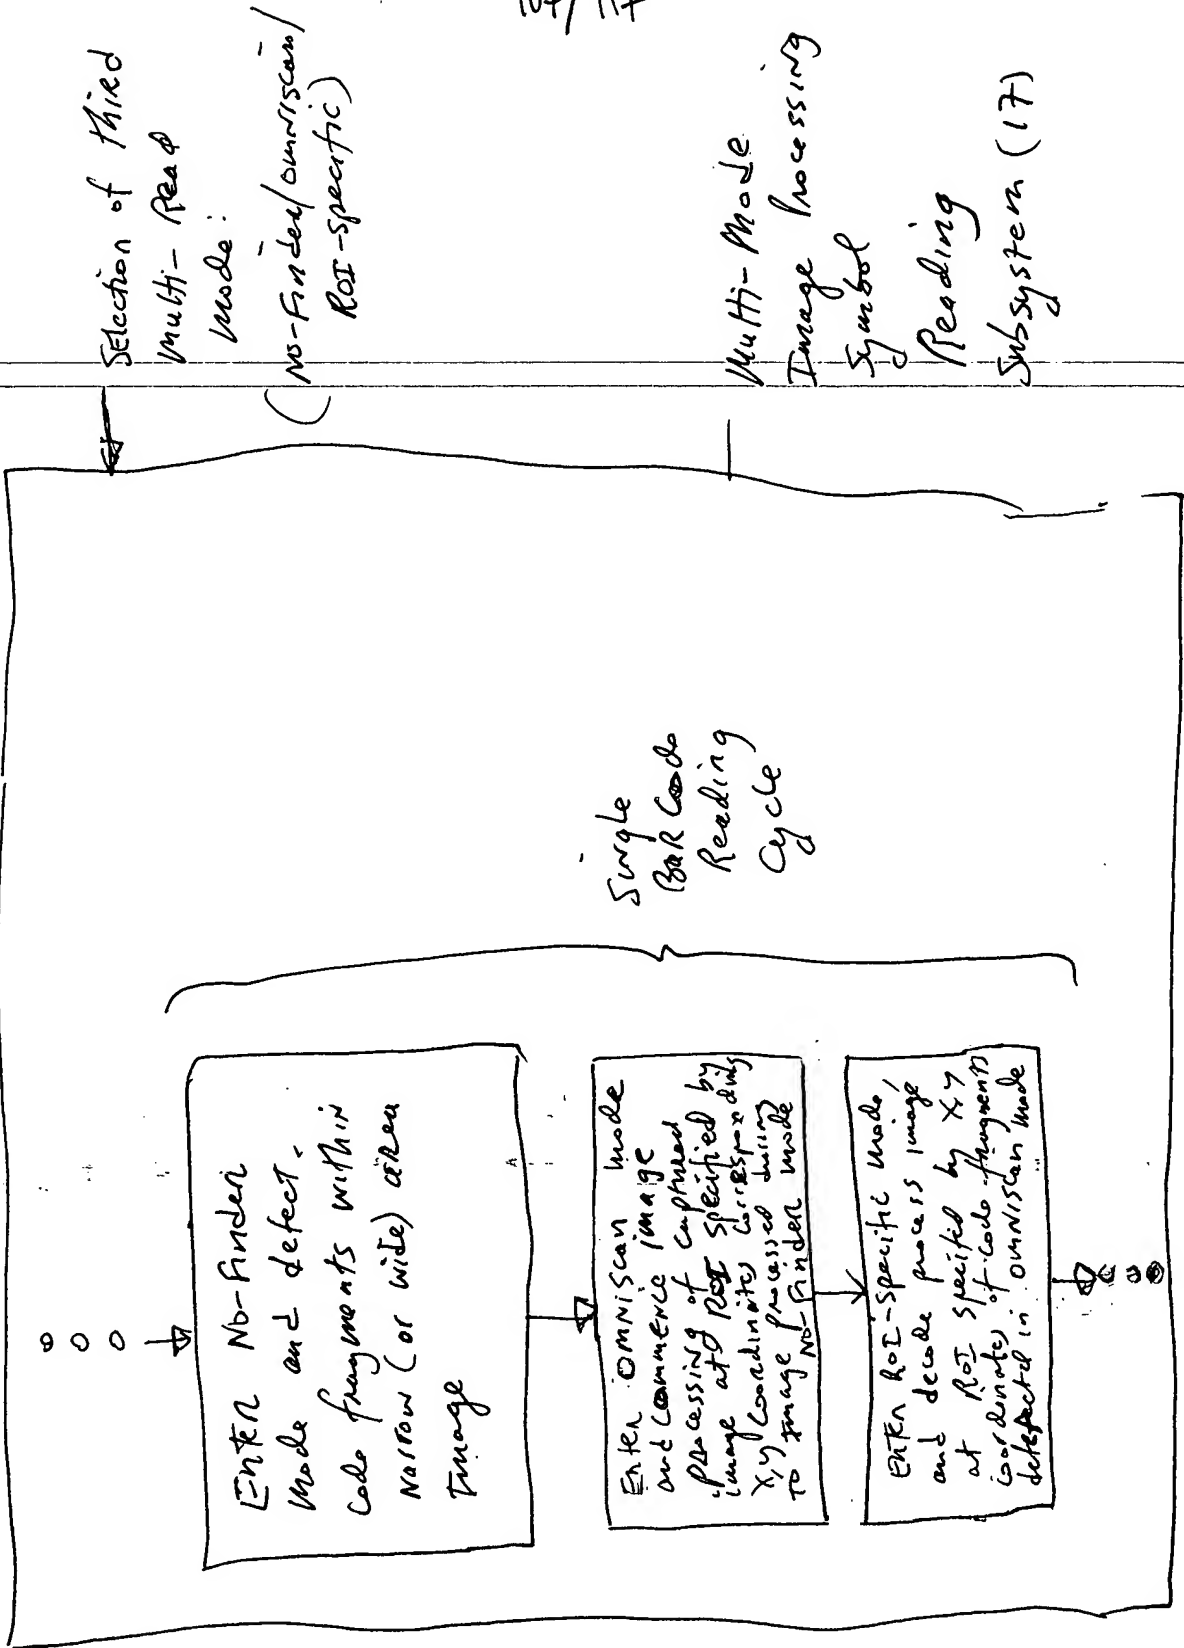 107/117
Selection of third
Multi-Read
Mode:
(No-Finder/omniscan/
ROI-specific)
Multi-Mode
Image Processing
Symbol
Reading
Subsystem (17)
Single
Bar Code
Reading
Cycle
Enter No-Finder
Mode and detect
Code fragments within
Narrow (or wide) area
Image
Enter OMNISCAN Mode
and commence image
processing of captured
image at ROI specified by
X,Y coordinates corresponding
to image processed during
No-Finder mode
Enter ROI-specific mode,
and decode process image
at ROI specified by X,Y
coordinates of code fragments
detected in OMNISCAN mode